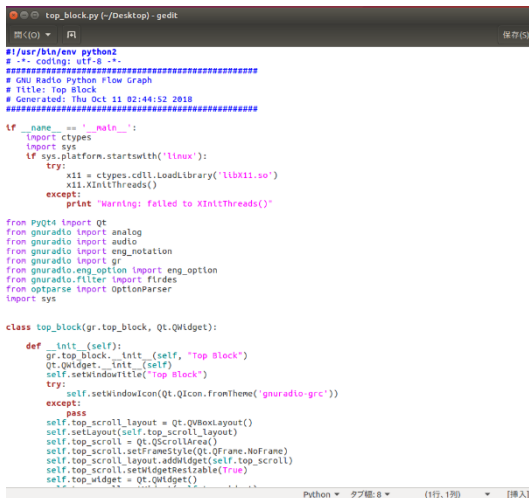 top_block.py (~/Desktop) - gedit
開く(O)
保存(S)
#!/usr/bin/env python2
# -*- coding: utf-8 -*-
##################################################
# GNU Radio Python Flow Graph
# Title: Top Block
# Generated: Thu Oct 11 02:44:52 2018
##################################################
if __name__ == '__main__':
    import ctypes
    import sys
    if sys.platform.startswith('linux'):
        try:
            x11 = ctypes.cdll.LoadLibrary('libX11.so')
            x11.XInitThreads()
        except:
            print "Warning: failed to XInitThreads()"
from PyQt4 import Qt
from gnuradio import analog
from gnuradio import audio
from gnuradio import eng_notation
from gnuradio import gr
from gnuradio.eng_option import eng_option
from gnuradio.filter import firdes
from optparse import OptionParser
import sys
class top_block(gr.top_block, Qt.QWidget):
    def __init__(self):
        gr.top_block.__init__(self, "Top Block")
        Qt.QWidget.__init__(self)
        self.setWindowTitle("Top Block")
        try:
            self.setWindowIcon(Qt.QIcon.fromTheme('gnuradio-grc'))
        except:
            pass
        self.top_scroll_layout = Qt.QVBoxLayout()
        self.setLayout(self.top_scroll_layout)
        self.top_scroll = Qt.QScrollArea()
        self.top_scroll.setFrameStyle(Qt.QFrame.NoFrame)
        self.top_scroll_layout.addWidget(self.top_scroll)
        self.top_scroll.setWidgetResizable(True)
        self.top_widget = Qt.QWidget()
Python タブ幅: 8 (1行, 1列) [挿入]